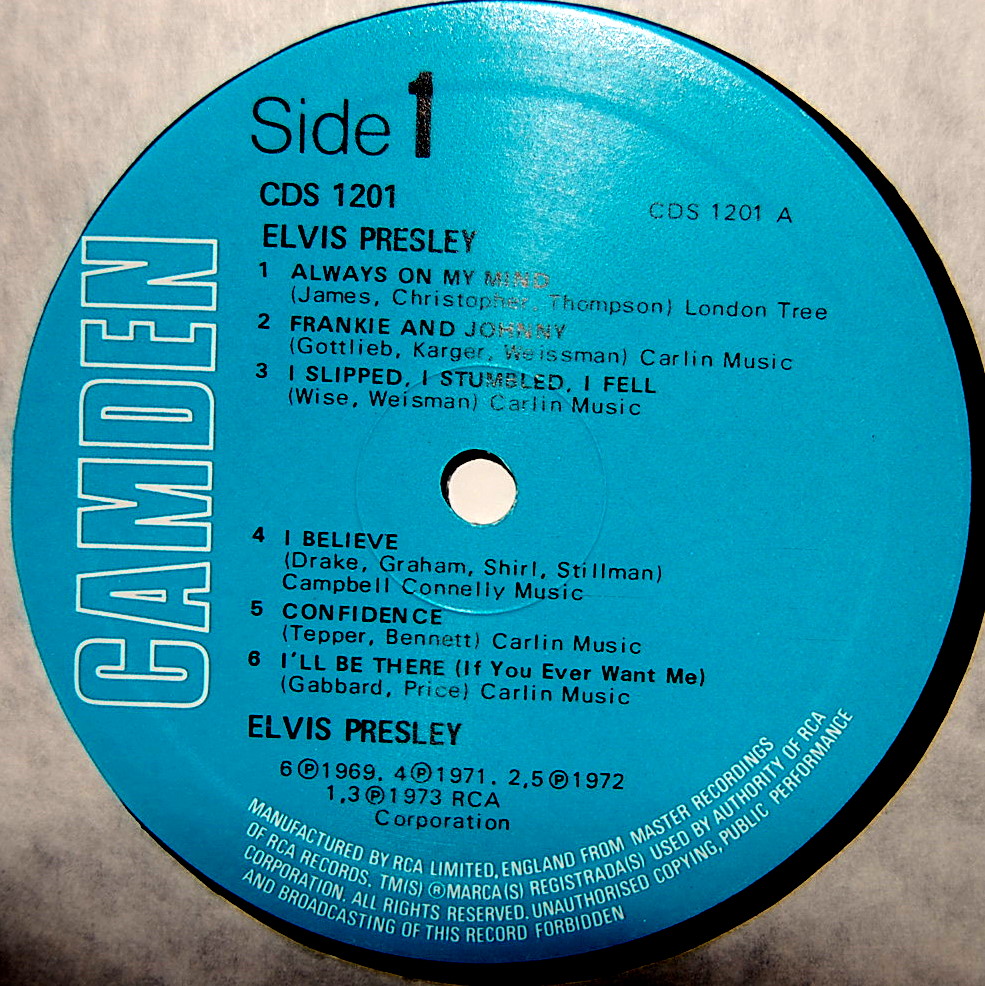 Side 1
CDS 1201
CDS 1201 A
ELVIS PRESLEY
1 ALWAYS ON MY MIND
(James, Christopher, Thompson) London Tree
2 FRANKIE AND JOHNNY
(Gottlieb, Karger, Weissman) Carlin Music
3 I SLIPPED, I STUMBLED, I FELL
(Wise, Weisman) Carlin Music
4 I BELIEVE
(Drake, Graham, Shirl, Stillman)
Campbell Connelly Music
5 CONFIDENCE
(Tepper, Bennett) Carlin Music
6 I'LL BE THERE (If You Ever Want Me)
(Gabbard, Price) Carlin Music
ELVIS PRESLEY
6 Ⓟ 1969. 4 Ⓟ 1971. 2,5 Ⓟ 1972
1,3 Ⓟ 1973 RCA
Corporation
CAMDEN
MANUFACTURED BY RCA LIMITED, ENGLAND FROM MASTER RECORDINGS
OF RCA RECORDS. TM(S) ® MARCA(S) REGISTRADA(S) USED BY AUTHORITY OF RCA
CORPORATION. ALL RIGHTS RESERVED. UNAUTHORISED COPYING, PUBLIC PERFORMANCE
AND BROADCASTING OF THIS RECORD FORBIDDEN